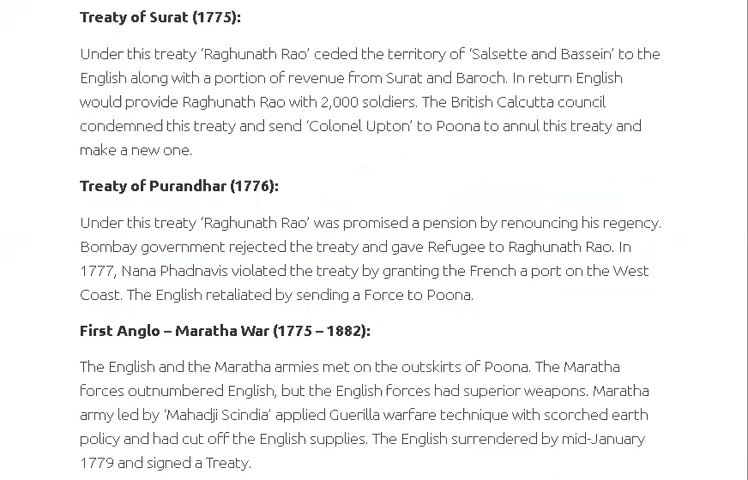 Treaty of Surat (1775):
Under this treaty ‘Raghunath Rao’ ceded the territory of ‘Salsette and Bassein’ to the
English along with a portion of revenue from Surat and Baroch. In return English
would provide Raghunath Rao with 2,000 soldiers. The British Calcutta council
condemned this treaty and send ‘Colonel Upton’ to Poona to annul this treaty and
make a new one.
Treaty of Purandhar (1776):
Under this treaty ‘Raghunath Rao’ was promised a pension by renouncing his regency.
Bombay government rejected the treaty and gave Refugee to Raghunath Rao. In
1777, Nana Phadnavis violated the treaty by granting the French a port on the West
Coast. The English retaliated by sending a Force to Poona.
First Anglo – Maratha War (1775 – 1882):
The English and the Maratha armies met on the outskirts of Poona. The Maratha
forces outnumbered English, but the English forces had superior weapons. Maratha
army led by ‘Mahadji Scindia’ applied Guerilla warfare technique with scorched earth
policy and had cut off the English supplies. The English surrendered by mid-January
1779 and signed a Treaty.